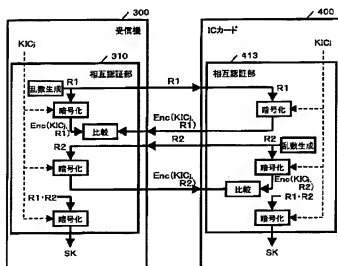 300
400
受信機
ICカード
KICi
KICi
310
413
相互認証部
相互認証部
乱数生成
R1
R1
R1
暗号化
暗号化
Enc(KICi,
R1)
比較
Enc(KICi,
R1)
R2
R2
R2
乱数生成
暗号化
暗号化
Enc(KICi,
R2)
Enc(KICi,
R2)
比較
R1・R2
R1・R2
暗号化
暗号化
SK
SK